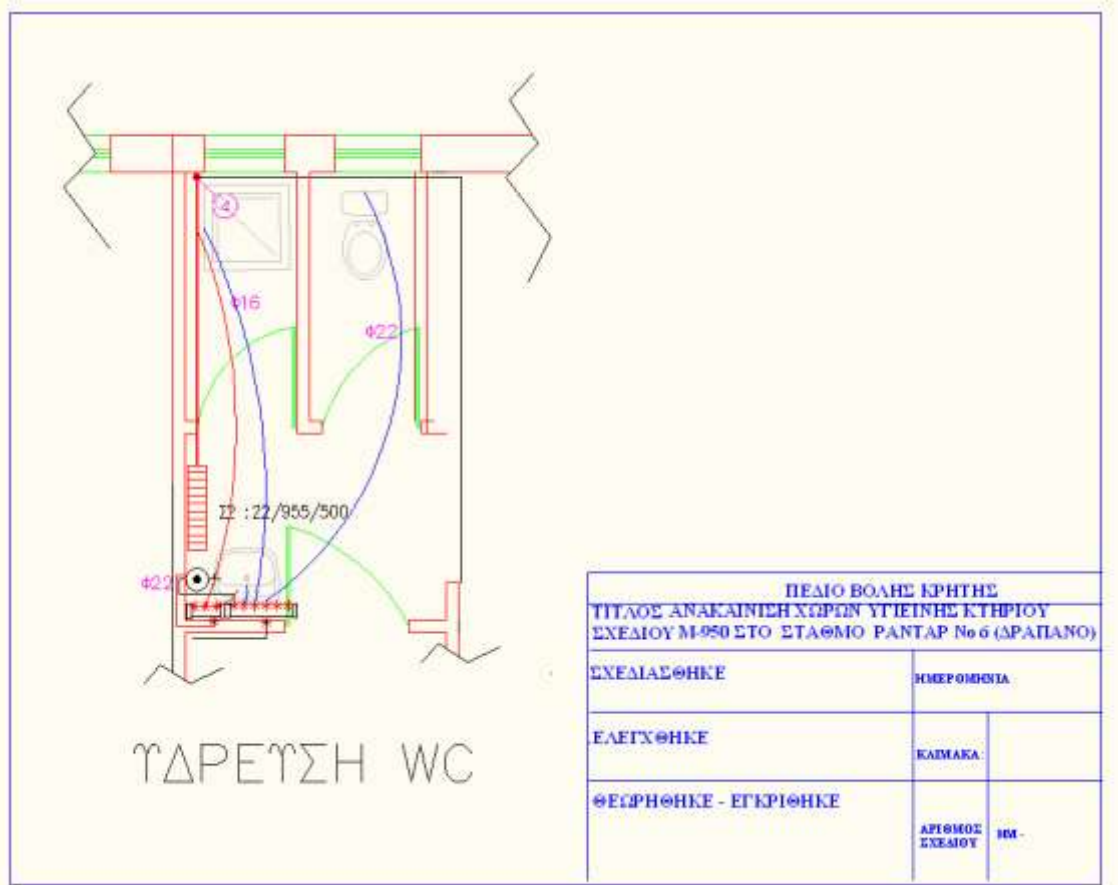 4
Φ16
Φ22
Σ2 :22/955/500
Φ22
ΥΔΡΕΥΣΗ WC
ΠΕΔΙΟ ΒΟΛΗΣ ΚΡΗΤΗΣ
ΤΙΤΛΟΣ ΑΝΑΚΑΙΝΙΣΗ ΧΩΡΩΝ ΥΓΙΕΙΝΗΣ ΚΤΗΡΙΟΥ
ΣΧΕΔΙΟΥ Μ-950 ΣΤΟ ΣΤΑΘΜΟ ΡΑΝΤΑΡ Νο 6 (ΔΡΑΠΑΝΟ)
ΣΧΕΔΙΑΣΘΗΚΕ
ΗΜΕΡΟΜΗΝΙΑ
ΕΛΕΓΧΘΗΚΕ
ΚΛΙΜΑΚΑ:
ΘΕΩΡΗΘΗΚΕ - ΕΓΚΡΙΘΗΚΕ
ΑΡΙΘΜΟΣ
ΣΧΕΔΙΟΥ
ΗΜ -